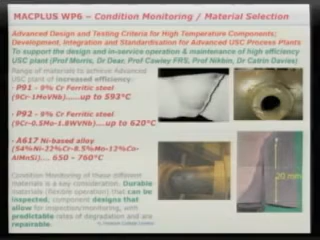 MACPLUS WP6 – Condition Monitoring / Material Selection
Advanced Design and Testing Criteria for High Temperature Components;
Development, Integration and Standardisation for Advanced USC Process Plants
To support the design and in-service operation & maintenance of high efficiency
USC plant (Prof Morris, Dr Dear, Prof Cawley FRS, Prof Nikbin, Dr Catrin Davies)
Range of materials to achieve Advanced
USC plant of increased efficiency:
- P91 - 9% Cr Ferritic steel
(9Cr-1MoVNb).....up to 593°C
- P92 - 9% Cr Ferritic steel
(9Cr-0.5Mo-1.8WVNb)...up to 620°C
- A617 Ni-based alloy
(54%Ni-22%Cr-8.5%Mo-12%Co-
AlMnSi)... 650 – 760°C
Condition Monitoring of these different
materials is a key consideration. Durable
materials (flexible operation) that can be
inspected, component designs that
allow for inspection/monitoring, with
predictable rates of degradation and are
repairable.
20 mm
© Imperial College London